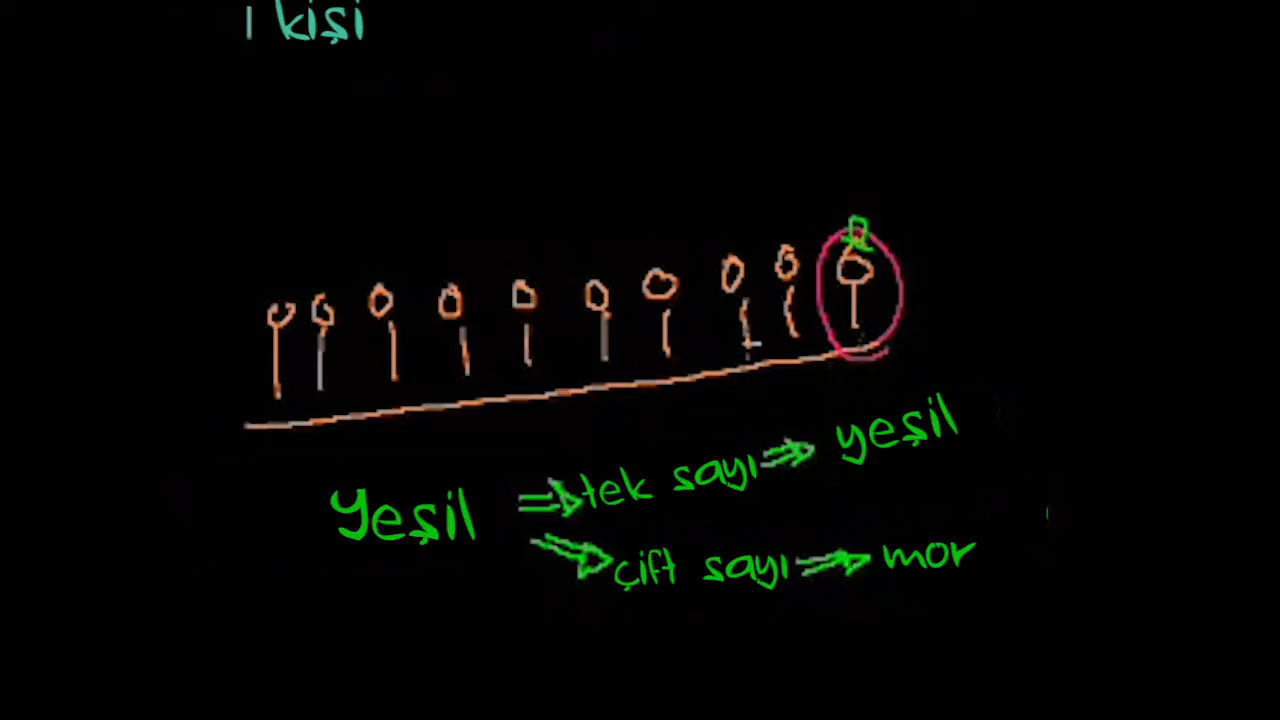 1 kişi
Yeşil ⇒ tek sayı ⇒ yeşil
⇒ çift sayı ⇒ mor